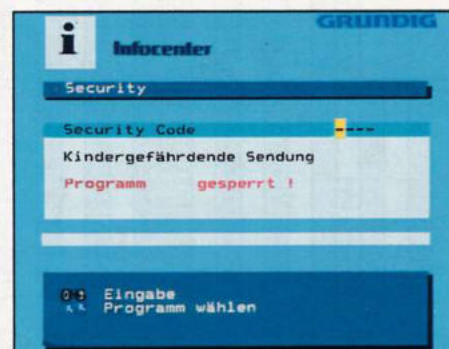 GRUNDIG
i Infocenter
Security
Security Code ----
Kindergefährdende Sendung
Programm gesperrt !
0-9 Eingabe
Programm wählen